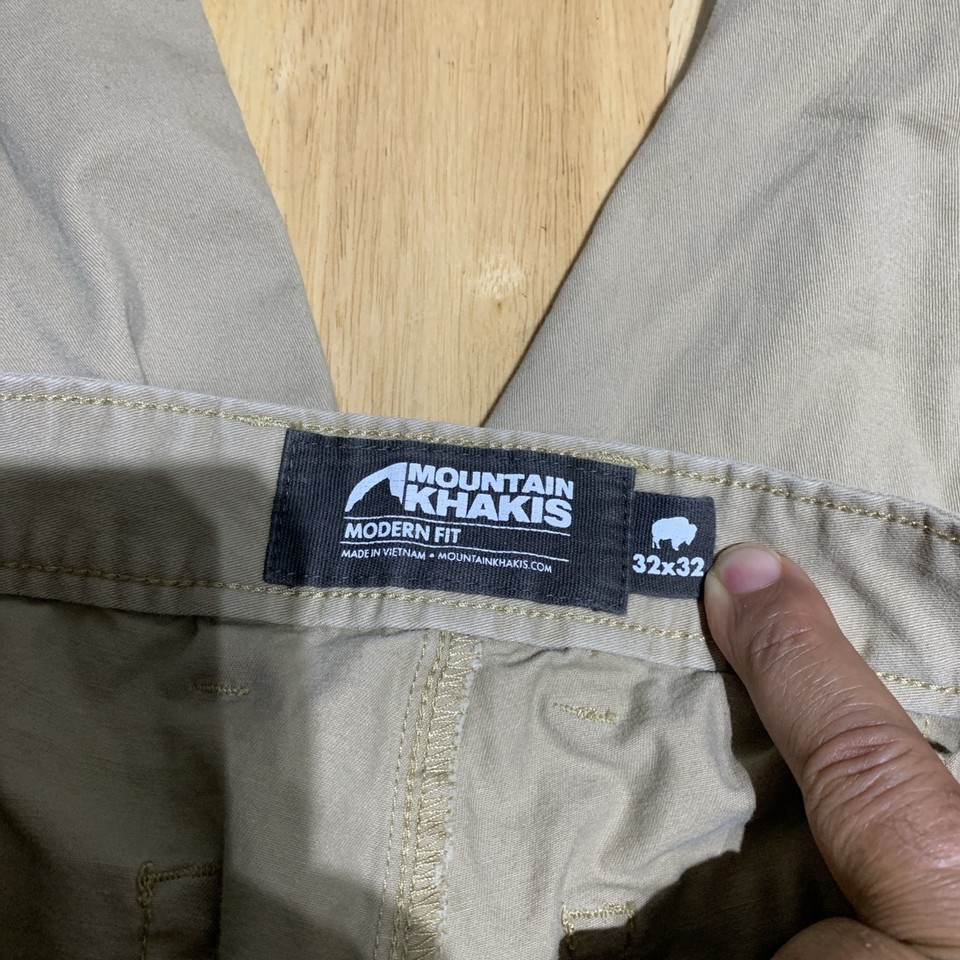 MOUNTAIN
KHAKIS
MODERN FIT
MADE IN VIETNAM • MOUNTAINKHAKIS.COM
32x32